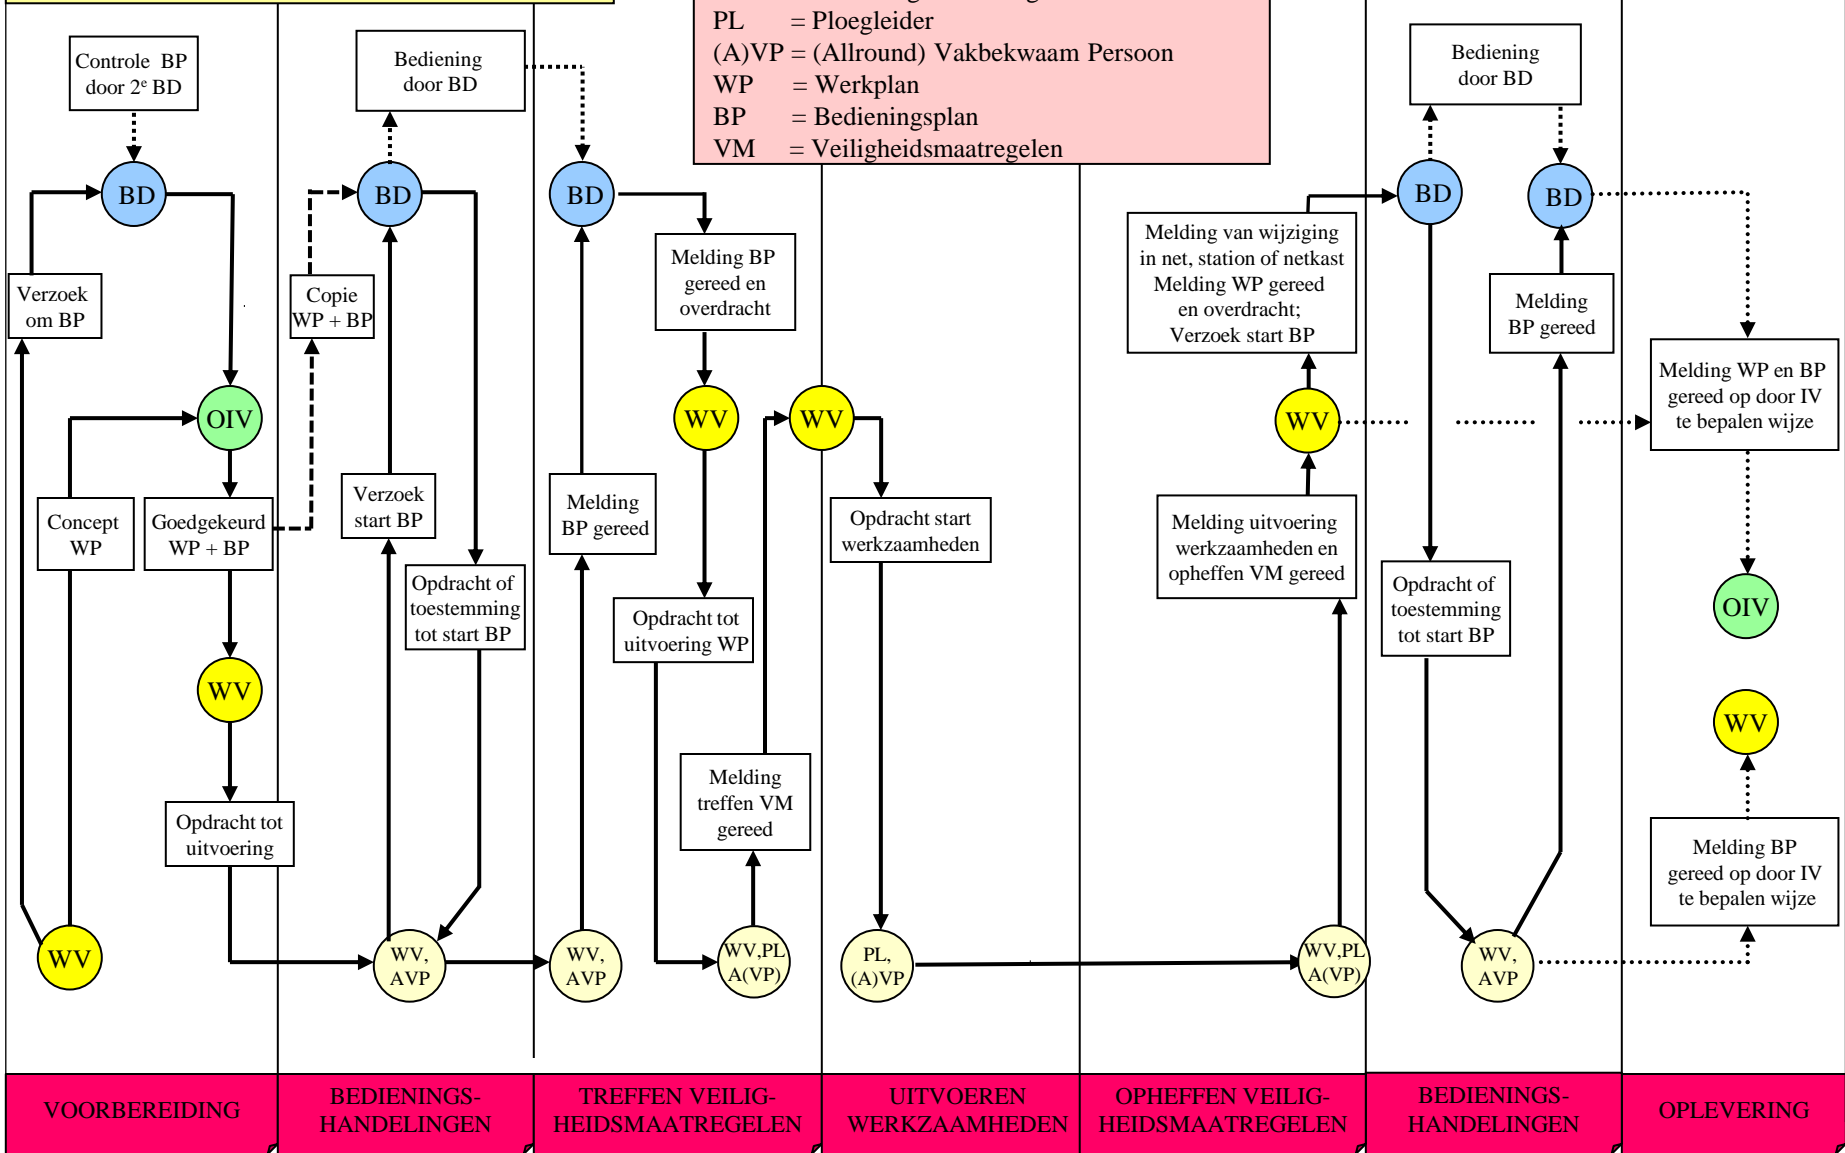 PL = Ploegleider
(A)VP = (Allround) Vakbekwaam Persoon
WP = Werkplan
BP = Bedieningsplan
VM = Veiligheidsmaatregelen
Controle BP
door 2e BD
BD
Verzoek
om BP
OIV
Concept
WP
Goedgekeurd
WP + BP
WV
Opdracht tot
uitvoering
WV
Bediening
door BD
BD
Copie
WP + BP
Verzoek
start BP
Opdracht of
toestemming
tot start BP
WV,
AVP
BD
Melding BP
gereed en
overdracht
WV
Melding
BP gereed
Opdracht tot
uitvoering WP
Melding
treffen VM
gereed
WV,
AVP
WV,PL
A(VP)
WV
Opdracht start
werkzaamheden
PL,
(A)VP
Melding van wijziging
in net, station of netkast
Melding WP gereed
en overdracht;
Verzoek start BP
WV
Melding uitvoering
werkzaamheden en
opheffen VM gereed
WV,PL
A(VP)
Bediening
door BD
BD
BD
Melding
BP gereed
Opdracht of
toestemming
tot start BP
WV,
AVP
Melding WP en BP
gereed op door IV
te bepalen wijze
OIV
WV
Melding BP
gereed op door IV
te bepalen wijze
VOORBEREIDING
BEDIENINGS-
HANDELINGEN
TREFFEN VEILIG-
HEIDSMAATREGELEN
UITVOEREN
WERKZAAMHEDEN
OPHEFFEN VEILIG-
HEIDSMAATREGELEN
BEDIENINGS-
HANDELINGEN
OPLEVERING